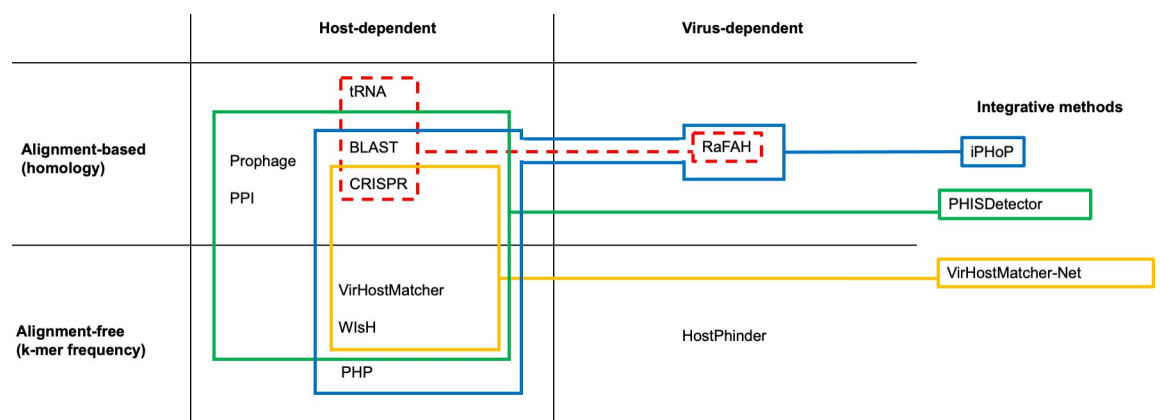 Host-dependent
Virus-dependent
Integrative methods
Alignment-based
(homology)
tRNA
BLAST
CRISPR
Prophage
PPI
RaFAH
iPHoP
PHISDetector
VirHostMatcher-Net
Alignment-free
(k-mer frequency)
VirHostMatcher
WIsH
PHP
HostPhinder